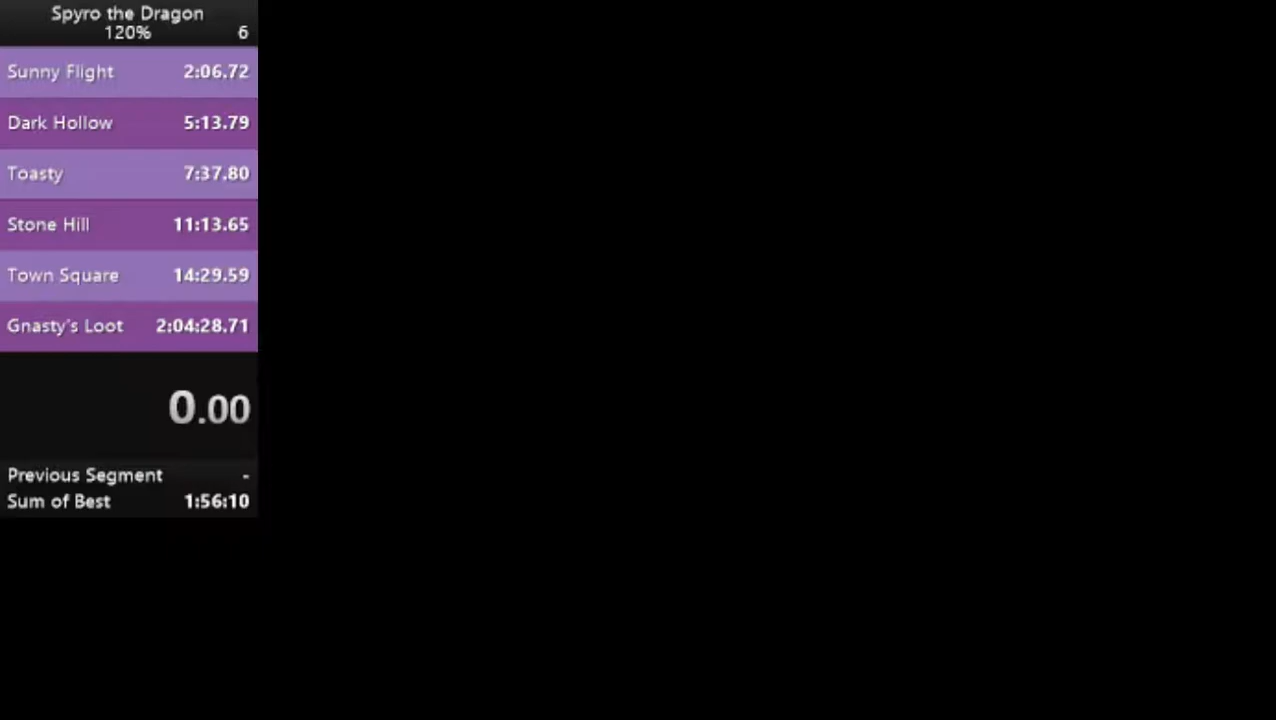 Spyro the Dragon
120% 6
Sunny Flight 2:06.72
Dark Hollow 5:13.79
Toasty 7:37.80
Stone Hill 11:13.65
Town Square 14:29.59
Gnasty's Loot 2:04:28.71
0.00
Previous Segment -
Sum of Best 1:56:10